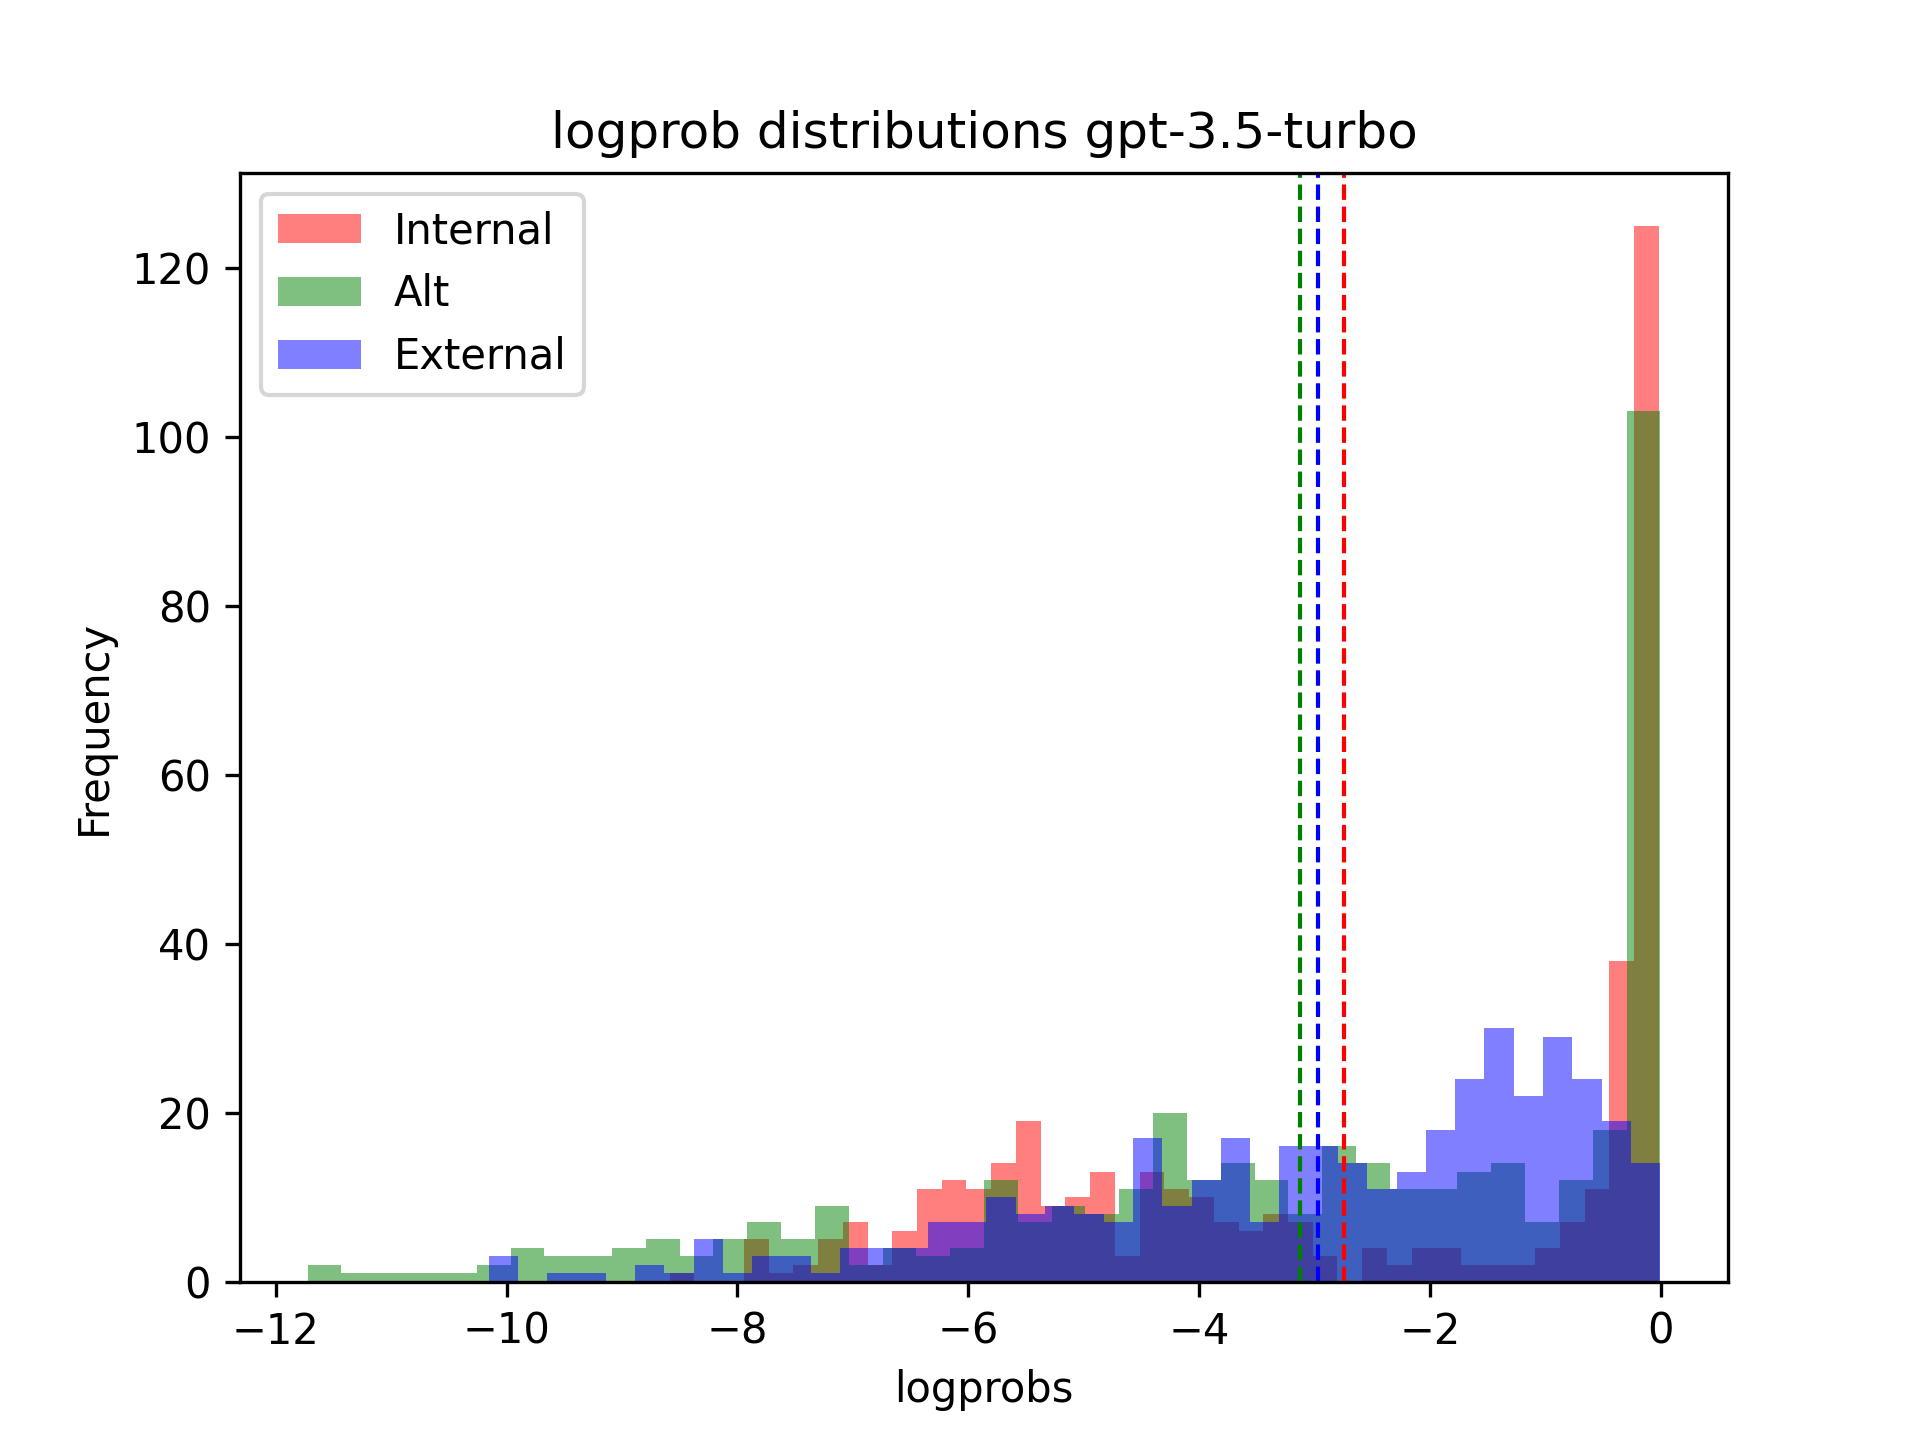 logprob distributions gpt-3.5-turbo
Internal
Alt
External
120
100
80
60
40
20
0
Frequency
−12 −10 −8 −6 −4 −2 0
logprobs